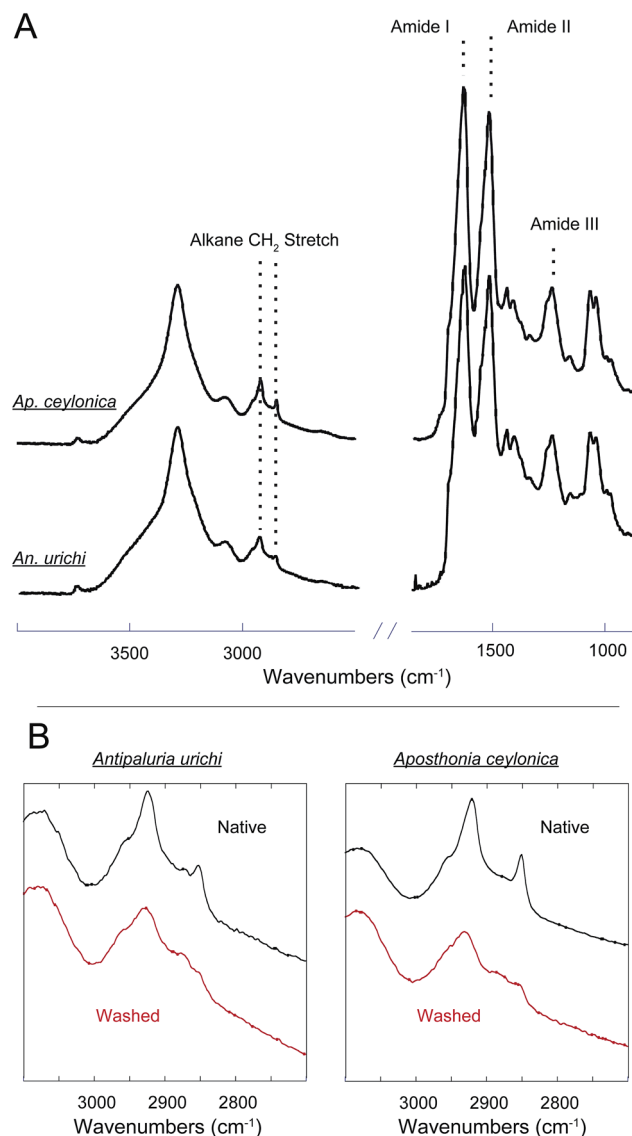 A
Amide I
Amide II
Alkane CH₂ Stretch
Amide III
Ap. ceylonica
An. urichi
3500
3000
//
1500
1000
Wavenumbers (cm⁻¹)
B
Antipaluria urichi
Aposthonia ceylonica
Native
Native
Washed
Washed
3000
2900
2800
3000
2900
2800
Wavenumbers (cm⁻¹)
Wavenumbers (cm⁻¹)